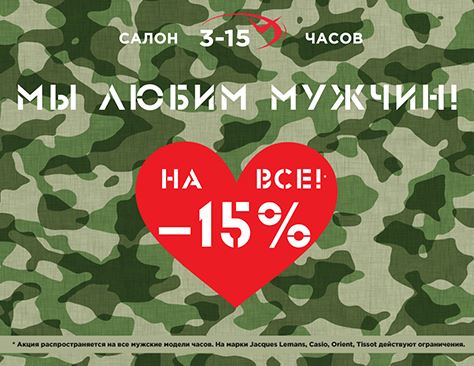 САЛОН 3-15 ЧАСОВ
МЫ ЛЮБИМ МУЖЧИН!
НА ВСЕ!*
–15%
* Акция распространяется на все мужские модели часов. На марки Jacques Lemans, Casio, Orient, Tissot действуют ограничения.